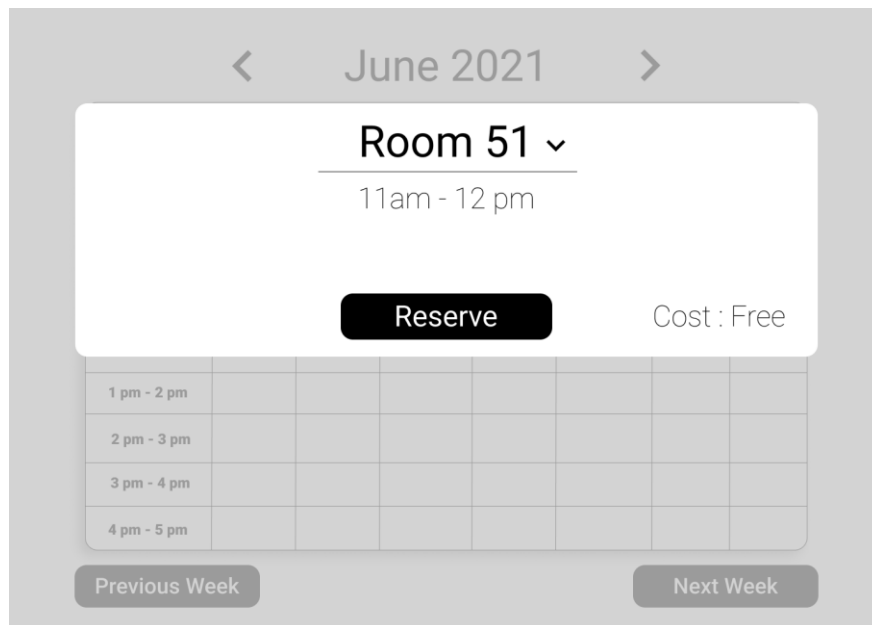 June 2021
Room 51
11am - 12 pm
Reserve
Cost : Free
1 pm - 2 pm
2 pm - 3 pm
3 pm - 4 pm
4 pm - 5 pm
Previous Week
Next Week